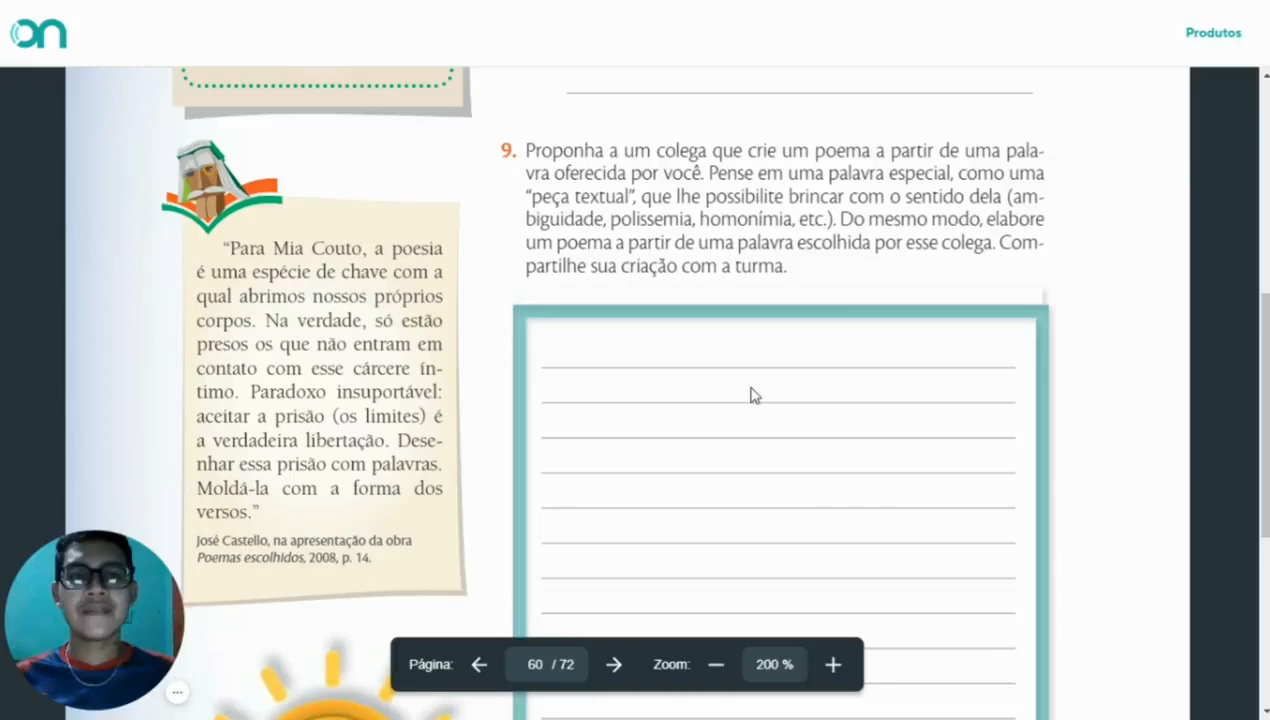 on
Produtos
“Para Mia Couto, a poesia
é uma espécie de chave com a
qual abrimos nossos próprios
corpos. Na verdade, só estão
presos os que não entram em
contato com esse cárcere ín-
timo. Paradoxo insuportável:
aceitar a prisão (os limites) é
a verdadeira libertação. Dese-
nhar essa prisão com palavras.
Moldá-la com a forma dos
versos.”
José Castello, na apresentação da obra
Poemas escolhidos, 2008, p. 14.
9. Proponha a um colega que crie um poema a partir de uma pala-
vra oferecida por você. Pense em uma palavra especial, como uma
“peça textual”, que lhe possibilite brincar com o sentido dela (am-
biguidade, polissemia, homonímia, etc.). Do mesmo modo, elabore
um poema a partir de uma palavra escolhida por esse colega. Com-
partilhe sua criação com a turma.
Página: 60 / 72 Zoom: 200 %